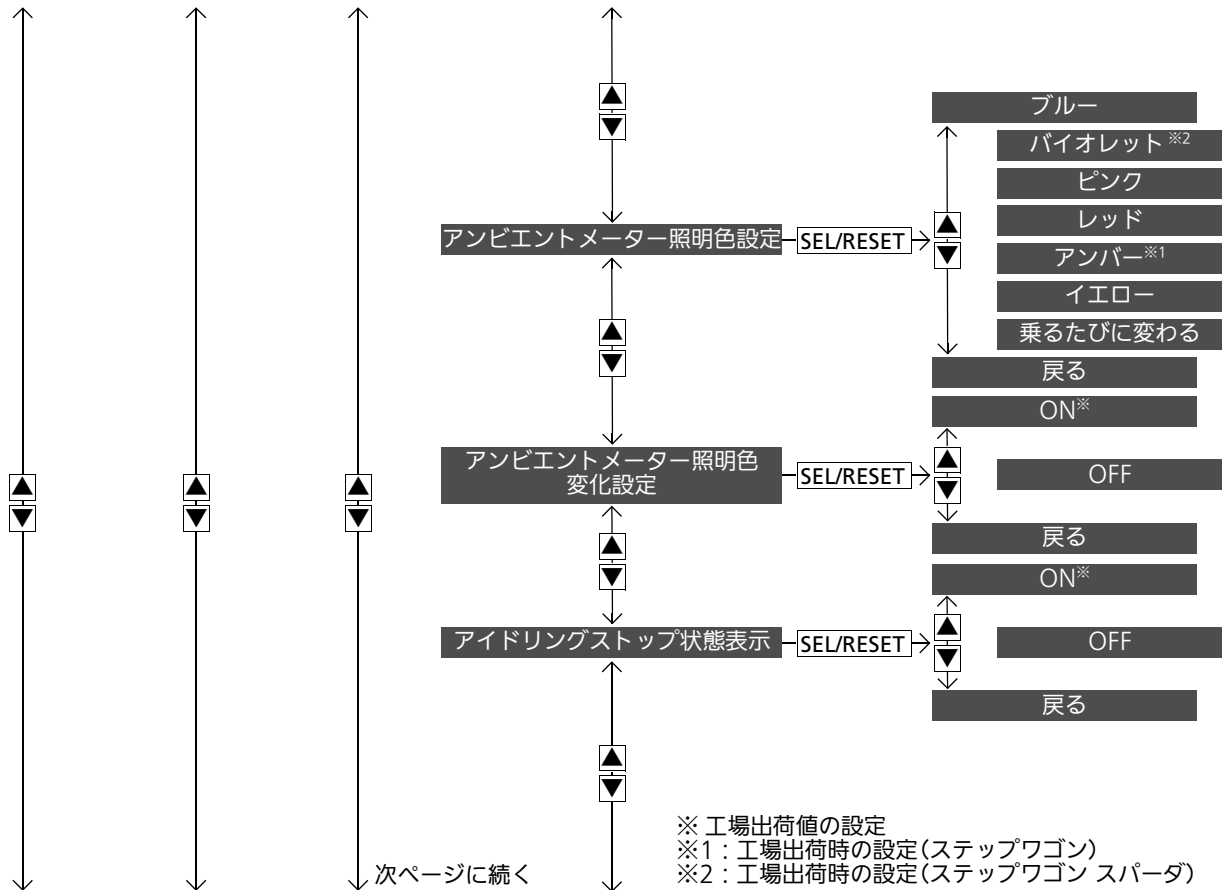 ▲
▼
ブルー
バイオレット※2
ピンク
レッド
アンビエントメーター照明色設定 SEL/RESET ▲
▼
アンバー※1
イエロー
乗るたびに変わる
戻る
▲
▼
ON※
アンビエントメーター照明色
変化設定
SEL/RESET
▲
▼
OFF
戻る
▲ ▲ ▲
▼ ▼ ▼
▲
▼
ON※
アイドリングストップ状態表示 SEL/RESET
▲
▼
OFF
戻る
▲
▼
※ 工場出荷値の設定
※1：工場出荷時の設定（ステップワゴン）
※2：工場出荷時の設定（ステップワゴン スパーダ）
次ページに続く